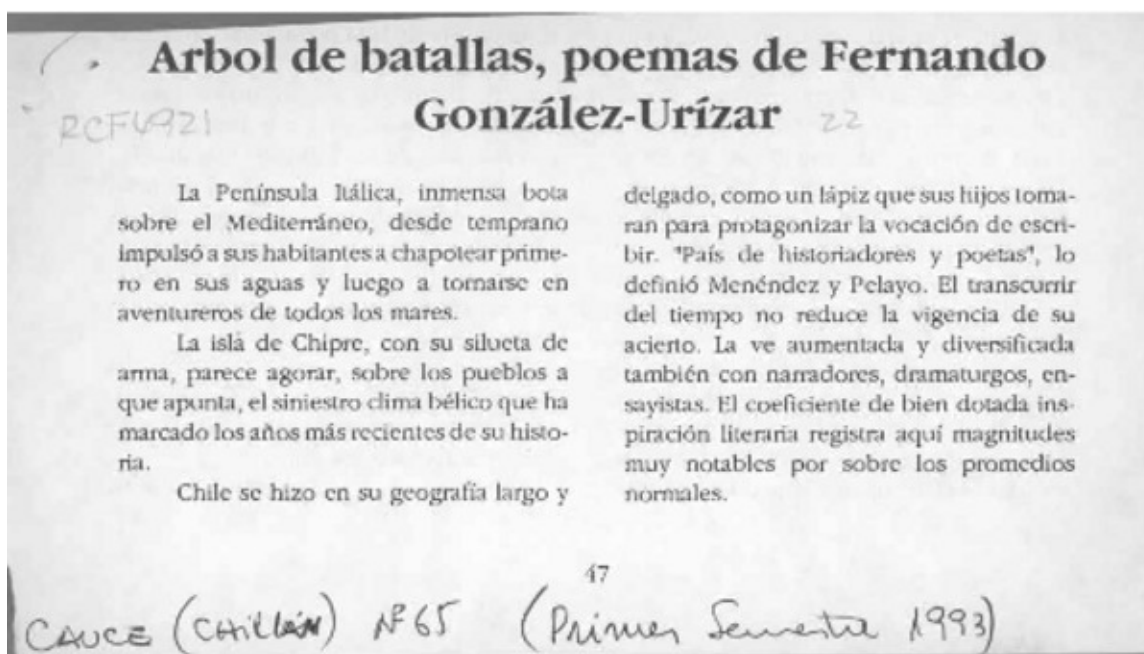 Arbol de batallas, poemas de Fernando
González-Urízar
RCF6921
22
La Península Itálica, inmensa bota
sobre el Mediterráneo, desde temprano
impulsó a sus habitantes a chapotear prime-
ro en sus aguas y luego a tornarse en
aventureros de todos los mares.
La isla de Chipre, con su silueta de
arma, parece agorar, sobre los pueblos a
que apunta, el siniestro clima bélico que ha
marcado los años más recientes de su histo-
ria.
Chile se hizo en su geografía largo y
delgado, como un lápiz que sus hijos toma-
ran para protagonizar la vocación de escri-
bir. "País de historiadores y poetas", lo
definió Menéndez y Pelayo. El transcurrir
del tiempo no reduce la vigencia de su
acierto. La ve aumentada y diversificada
también con narradores, dramaturgos, en-
sayistas. El coeficiente de bien dotada ins-
piración literaria registra aquí magnitudes
muy notables por sobre los promedios
normales.
47
CAUCE (CHILLÁN) Nº 65 (Primer Semestre 1993)